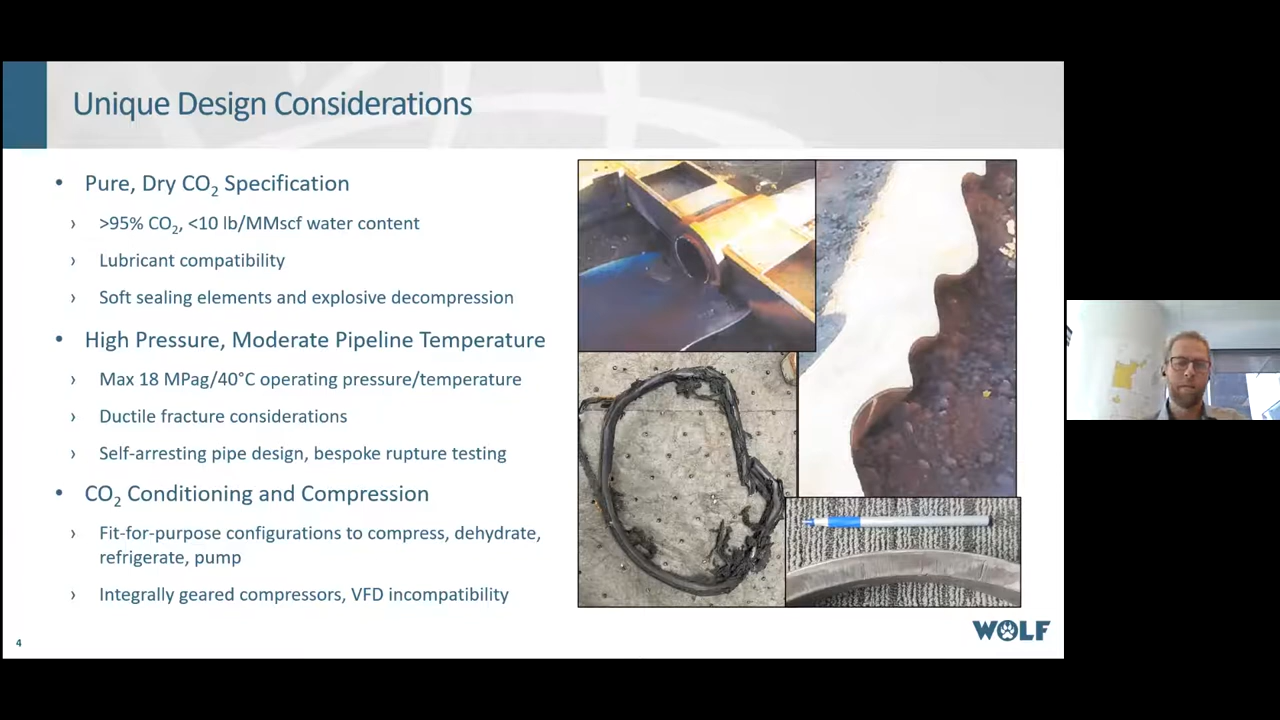 Unique Design Considerations
• Pure, Dry CO₂ Specification
› >95% CO₂, <10 lb/MMscf water content
› Lubricant compatibility
› Soft sealing elements and explosive decompression
• High Pressure, Moderate Pipeline Temperature
› Max 18 MPag/40°C operating pressure/temperature
› Ductile fracture considerations
› Self-arresting pipe design, bespoke rupture testing
• CO₂ Conditioning and Compression
› Fit-for-purpose configurations to compress, dehydrate,
refrigerate, pump
› Integrally geared compressors, VFD incompatibility
WOLF
4